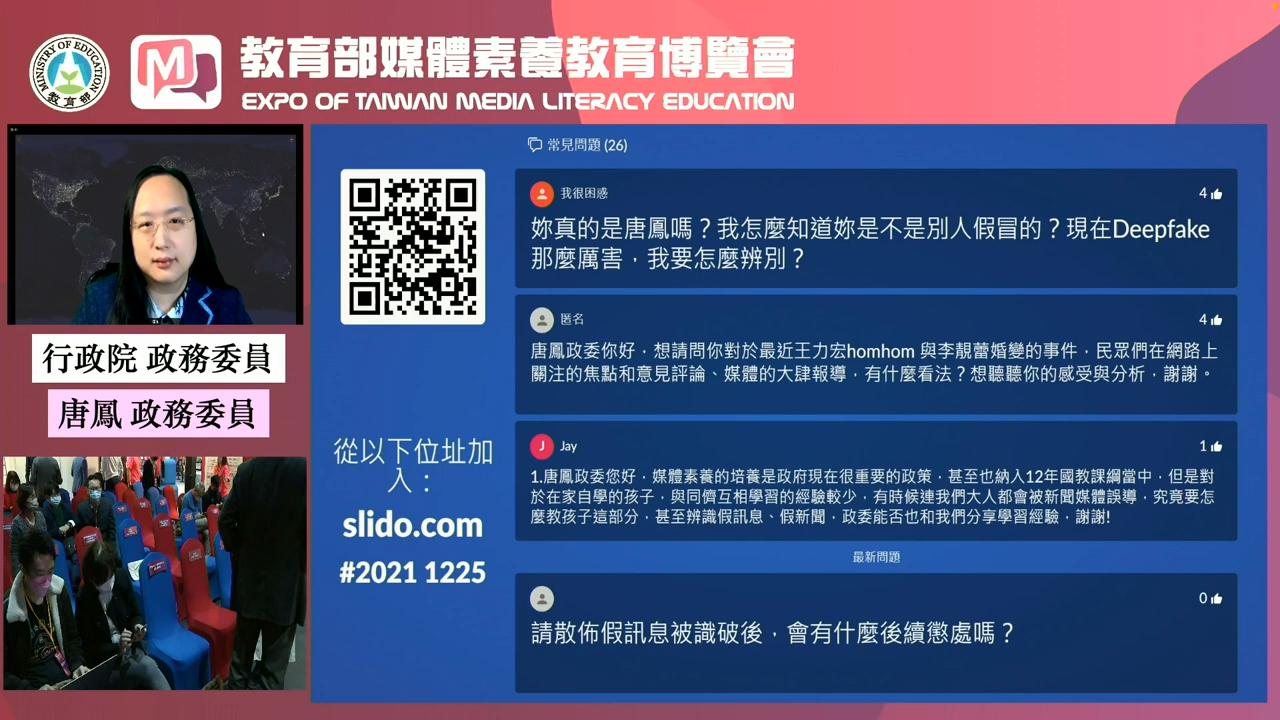 MINISTRY OF EDUCATION
教育部
M
教育部媒體素養教育博覽會
EXPO OF TAIWAN MEDIA LITERACY EDUCATION
行政院 政務委員
唐鳳 政務委員
從以下位址加
入：
slido.com
#2021 1225
常見問題 (26)
我很困惑
4
妳真的是唐鳳嗎？我怎麼知道妳是不是別人假冒的？現在Deepfake
那麼厲害，我要怎麼辨別？
匿名
4
唐鳳政委你好，想請問你對於最近王力宏homhom 與李靚蕾婚變的事件，民眾們在網路上
關注的焦點和意見評論、媒體的大肆報導，有什麼看法？想聽聽你的感受與分析，謝謝。
J
Jay
1
1.唐鳳政委您好，媒體素養的培養是政府現在很重要的政策，甚至也納入12年國教課綱當中，但是對
於在家自學的孩子，與同儕互相學習的經驗較少，有時候連我們大人都會被新聞媒體誤導，究竟要怎
麼教孩子這部分，甚至辨識假訊息、假新聞，政委能否也和我們分享學習經驗，謝謝!
最新問題
0
請散佈假訊息被識破後，會有什麼後續懲處嗎？